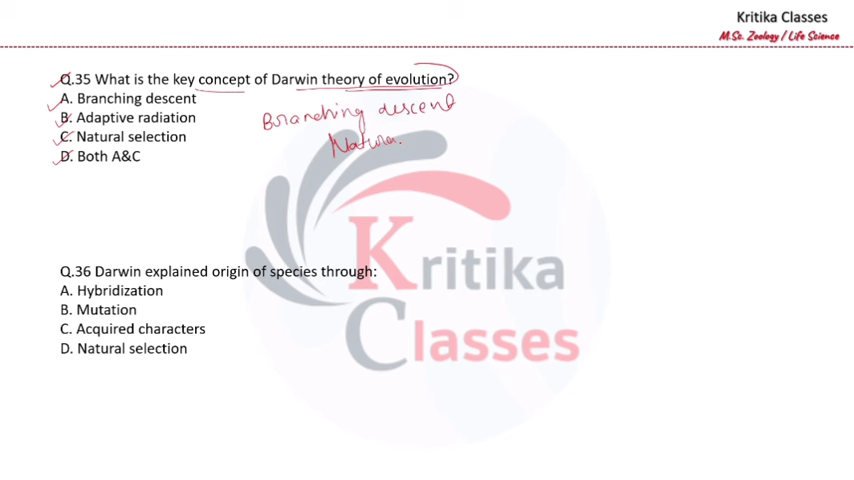 Kritika Classes
M.Sc. Zoology / Life Science
Q.35 What is the key concept of Darwin theory of evolution?
A. Branching descent
B. Adaptive radiation
C. Natural selection
D. Both A&C
Branching descent
Natura.
Q.36 Darwin explained origin of species through:
A. Hybridization
B. Mutation
C. Acquired characters
D. Natural selection
Kritika
Classes